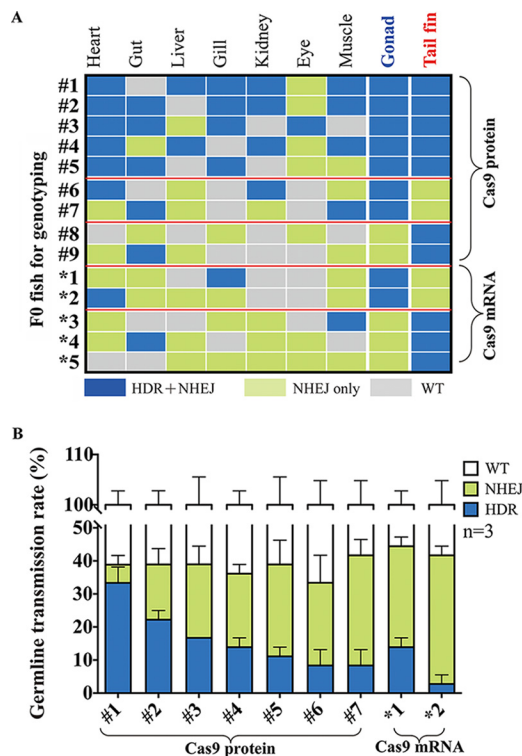 A
Heart Gut Liver Gill Kidney Eye Muscle Gonad Tail fin
F0 fish for genotyping
#1
#2
#3
#4
#5
#6
#7
#8
#9
*1
*2
*3
*4
*5
Cas9 protein
Cas9 mRNA
HDR+NHEJ NHEJ only WT
B
Germline transmission rate (%)
110
100
50
40
30
20
10
0
WT
NHEJ
HDR
n=3
#1 #2 #3 #4 #5 #6 #7 *1 *2
Cas9 protein Cas9 mRNA